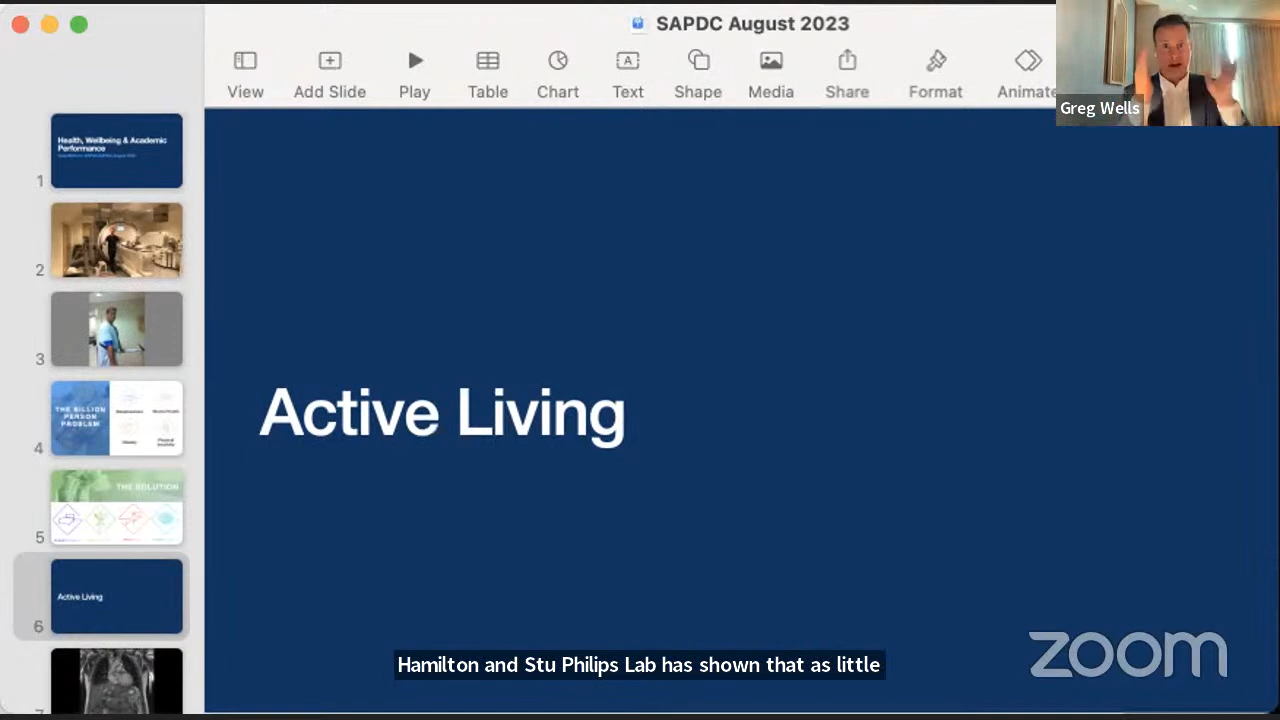 SAPDC August 2023
View
Add Slide
Play
Table
Chart
Text
Shape
Media
Share
Format
Animate
Greg Wells
Health, Wellbeing & Academic
Performance
1
2
3
THE BILLION
PERSON
PROBLEM
4
THE SOLUTION
5
Active Living
6
Active Living
Hamilton and Stu Philips Lab has shown that as little
zoom